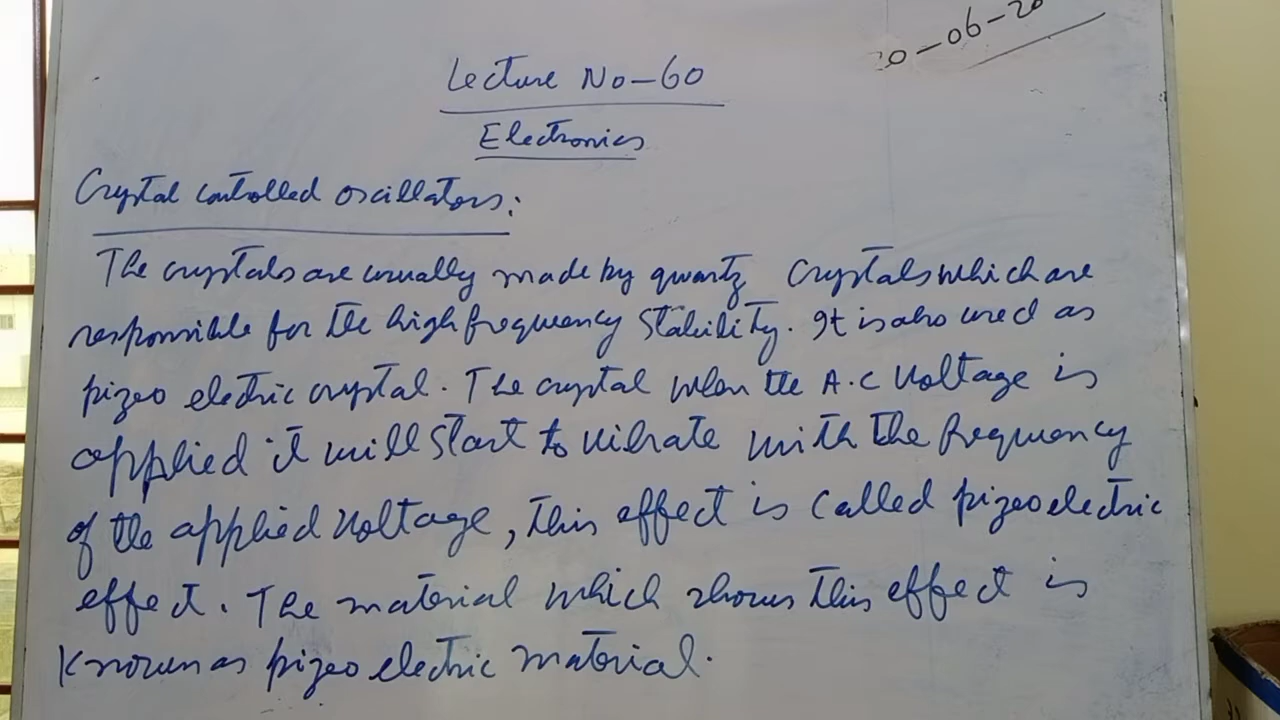 0-06-20
Lecture No-60
Electronics
Crystal controlled oscillators:
The crystals are usually made by quartz Crystals which are
responsible for the high frequency stability. It is also used as
pizeo electric crystal. The crystal when the A.C Voltage is
applied it will start to vibrate with the frequency
of the applied voltage, this effect is called pizeoelectric
effect. The material which shows this effect is
known as pizeo electric material.